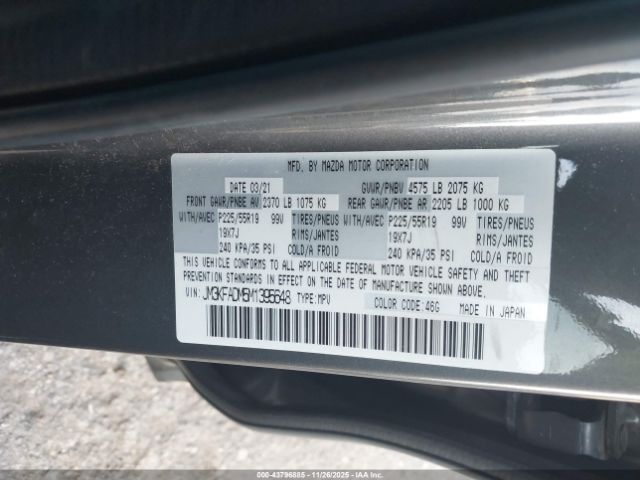 MFD. BY MAZDA MOTOR CORPORATION
DATE 03/21 GVWR/PNBV 4575 LB 2075 KG
FRONT GAWR/PNBE AV 2370 LB 1075 KG REAR GAWR/PNBE AR 2205 LB 1000 KG
WITH/AVEC P225/55R19 99V TIRES/PNEUS WITH/AVEC P225/55R19 99V TIRES/PNEUS
19X7J RIMS/JANTES 19X7J RIMS/JANTES
240 KPA/35 PSI COLD/A FROID 240 KPA/35 PSI COLD/A FROID
THIS VEHICLE CONFORMS TO ALL APPLICABLE FEDERAL MOTOR VEHICLE SAFETY AND THEFT
PREVENTION STANDARDS IN EFFECT ON THE DATE OF MANUFACTURE SHOWN ABOVE.
VIN: JM3KFADM5M1395648 TYPE: MPV COLOR CODE: 46G MADE IN JAPAN
000-43796885 - 11/26/2025 - IAAI.CA